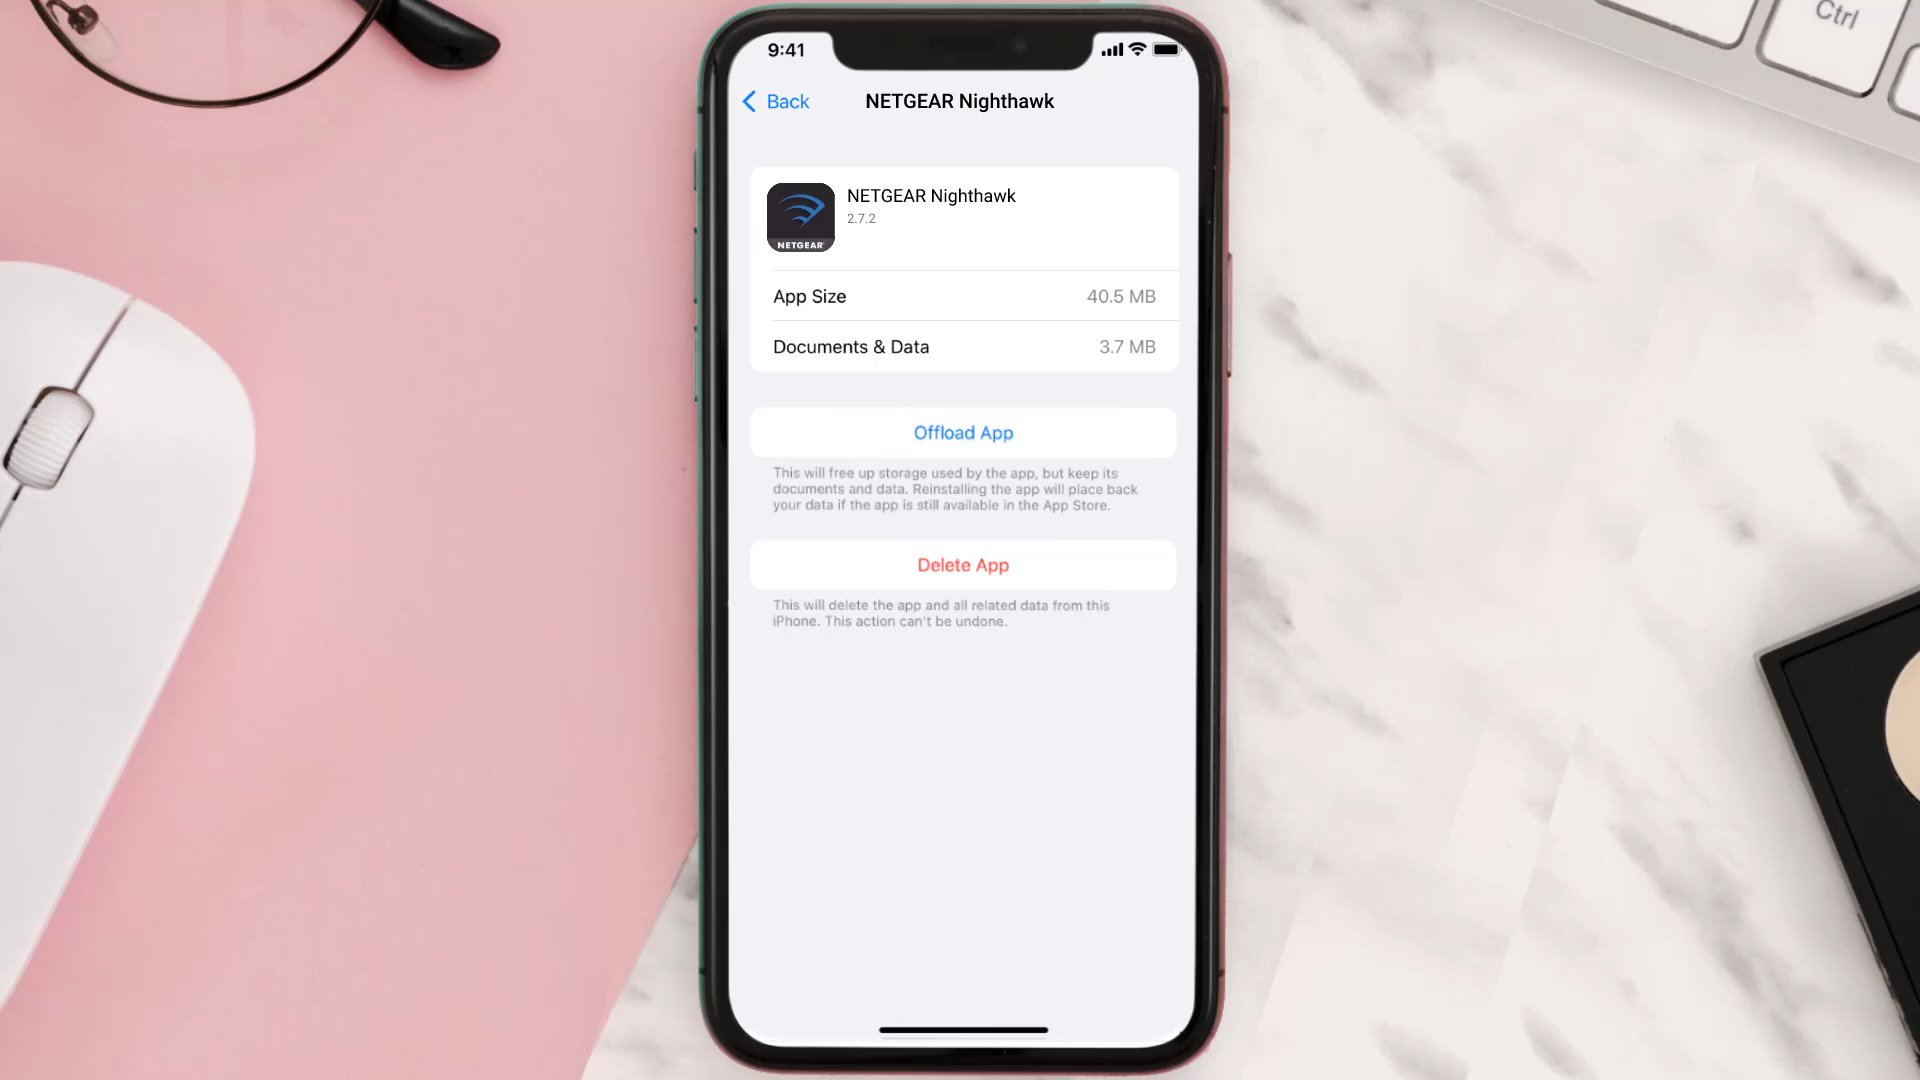 Ctrl
9:41
Back
NETGEAR Nighthawk
NETGEAR Nighthawk
2.7.2
NETGEAR
App Size
40.5 MB
Documents & Data
3.7 MB
Offload App
This will free up storage used by the app, but keep its
documents and data. Reinstalling the app will place back
your data if the app is still available in the App Store.
Delete App
This will delete the app and all related data from this
iPhone. This action can't be undone.